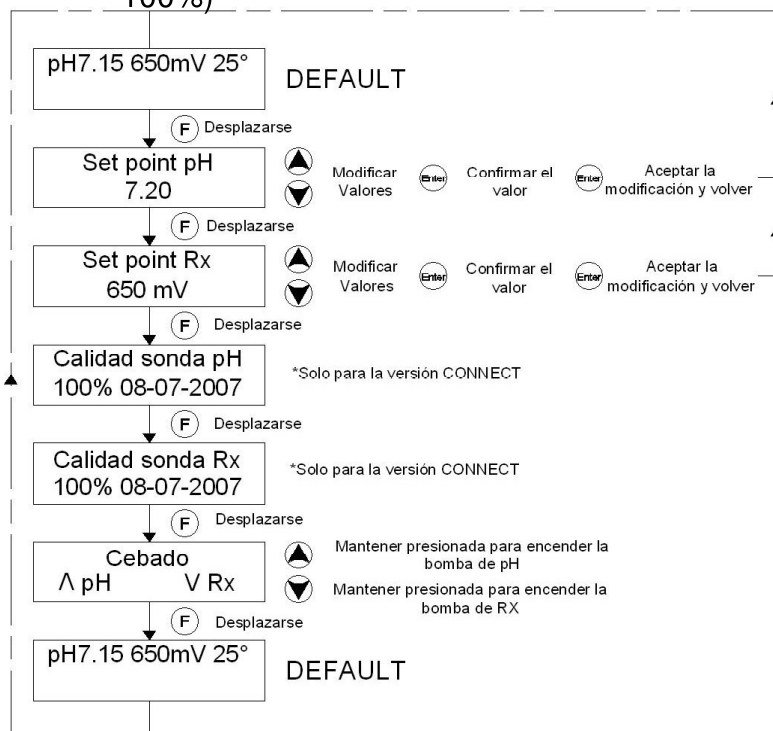 100%)
pH7.15 650mV 25°
DEFAULT
F Desplazarse
Set point pH
7.20
Modificar
Valores
Enter
Confirmar el
valor
Enter
Aceptar la
modificación y volver
F Desplazarse
Set point Rx
650 mV
Modificar
Valores
Enter
Confirmar el
valor
Enter
Aceptar la
modificación y volver
F Desplazarse
Calidad sonda pH
100% 08-07-2007
*Solo para la versión CONNECT
F Desplazarse
Calidad sonda Rx
100% 08-07-2007
*Solo para la versión CONNECT
F Desplazarse
Cebado
Λ pH V Rx
Mantener presionada para encender la
bomba de pH
Mantener presionada para encender la
bomba de RX
F Desplazarse
pH7.15 650mV 25°
DEFAULT